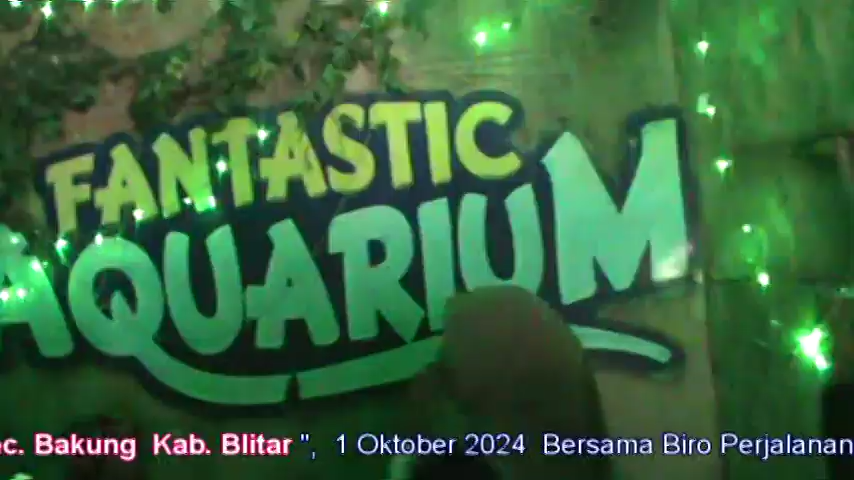 FANTASTIC
AQUARIUM
ec. Bakung Kab. Blitar ", 1 Oktober 2024 Bersama Biro Perjalanan